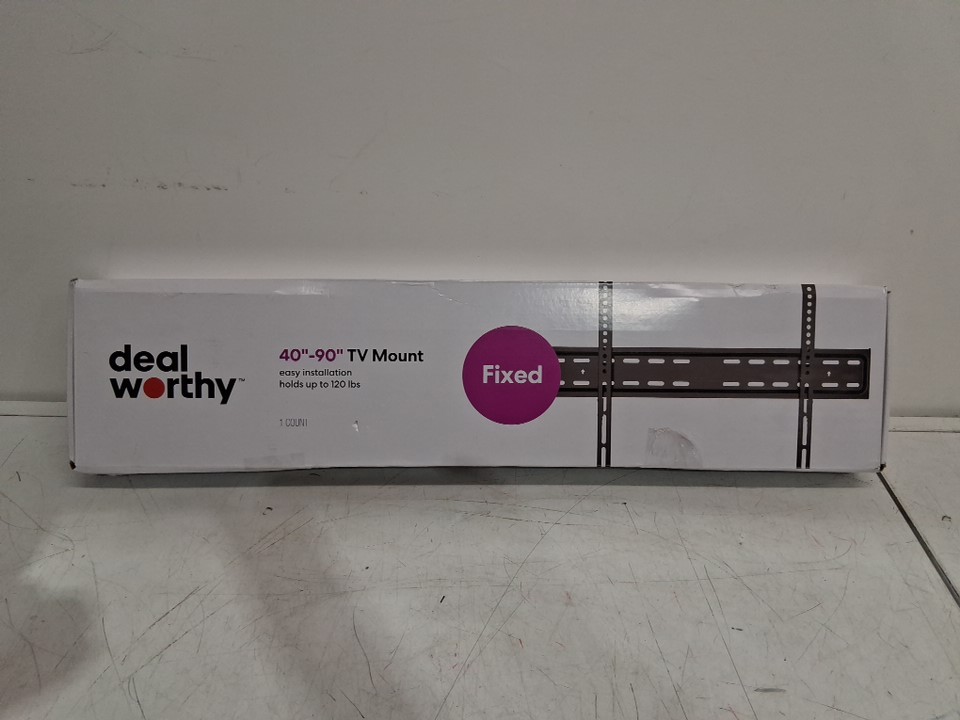 deal
worthy™
40"-90" TV Mount
easy installation
holds up to 120 lbs
1 COUNT
Fixed